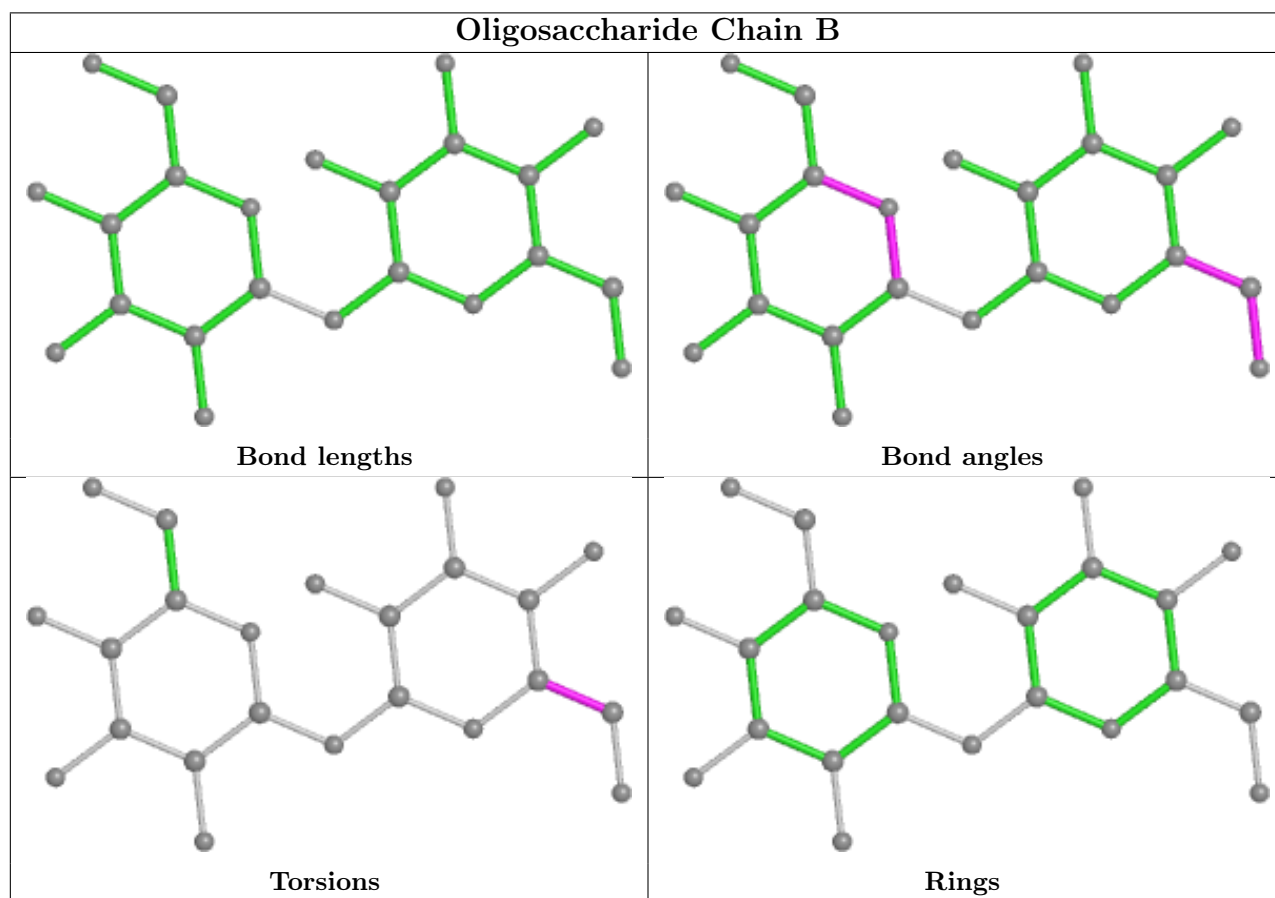 Oligosaccharide Chain B
Bond lengths
Bond angles
Torsions
Rings